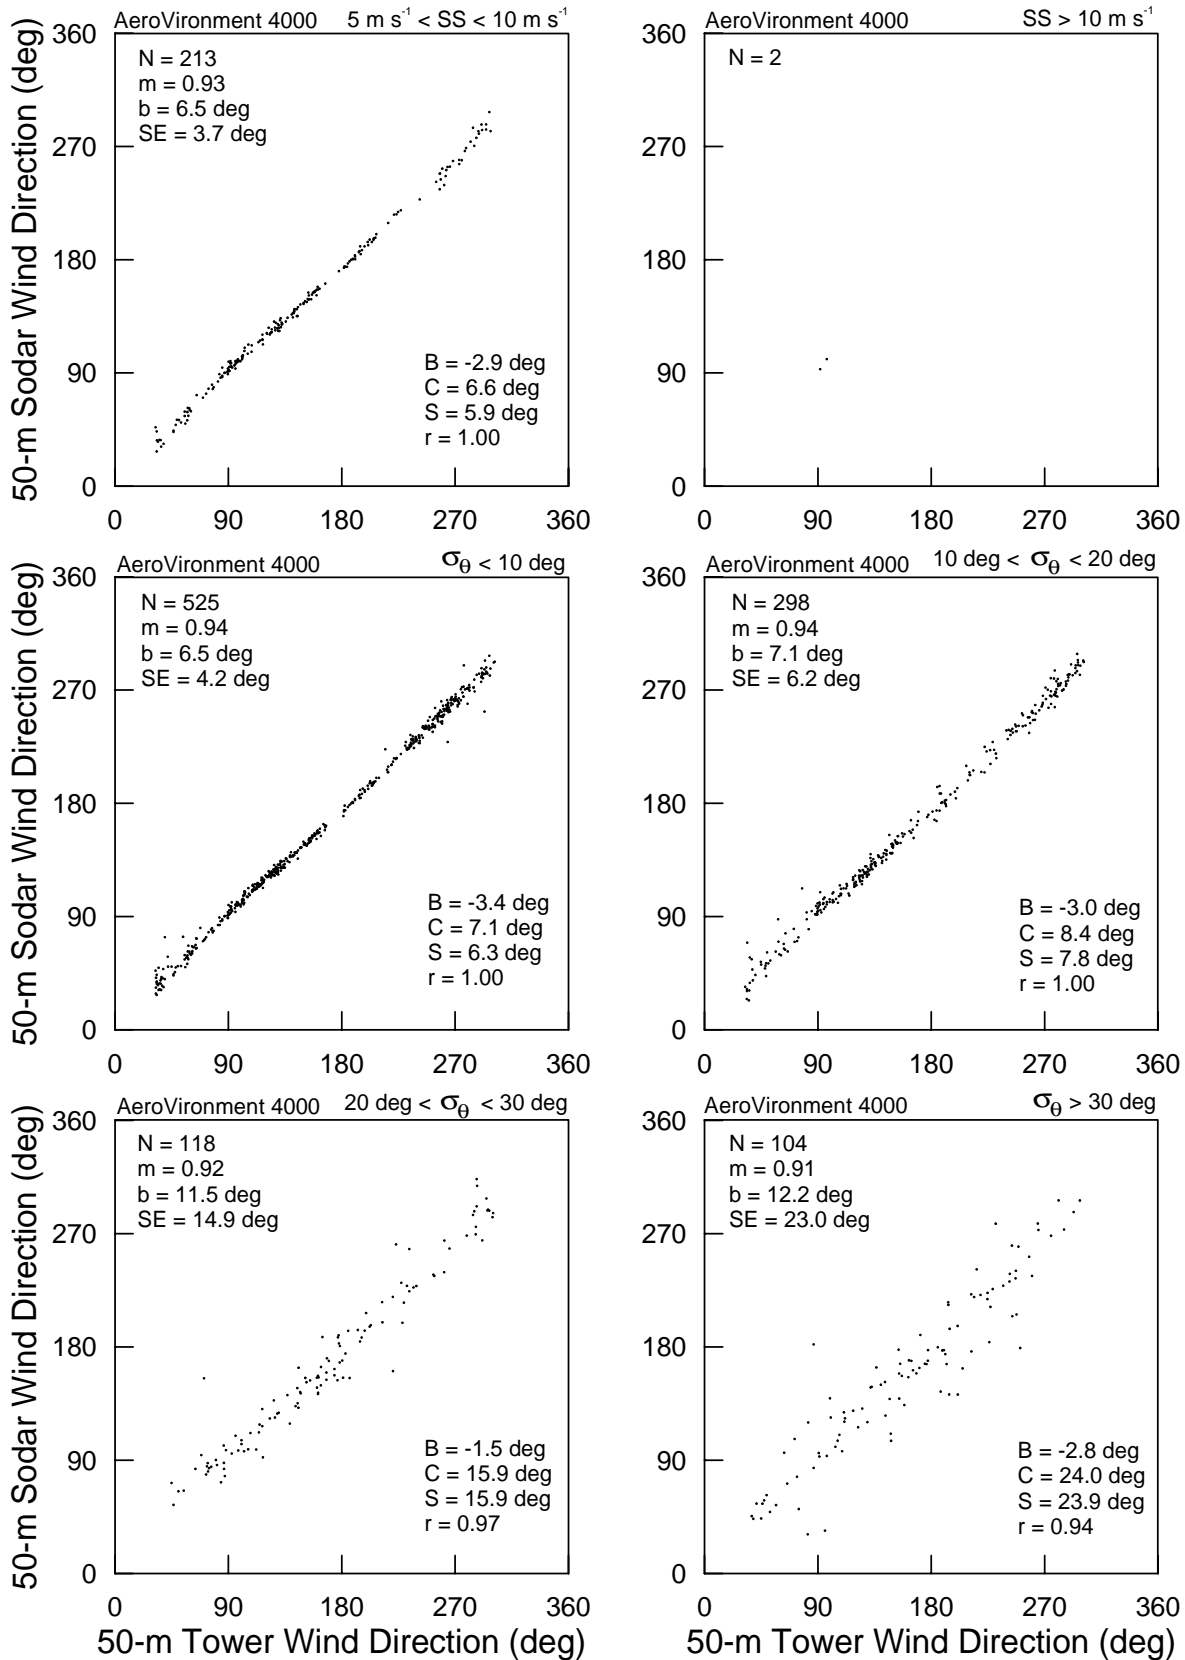 AeroVironment 4000 5 m s-1 < SS < 10 m s-1
50-m Sodar Wind Direction (deg)
360
270
180
90
0
N = 213
m = 0.93
b = 6.5 deg
SE = 3.7 deg
B = -2.9 deg
C = 6.6 deg
S = 5.9 deg
r = 1.00
0 90 180 270 360
AeroVironment 4000 SS > 10 m s-1
360
270
180
90
0
N = 2
0 90 180 270 360
AeroVironment 4000 σθ < 10 deg
50-m Sodar Wind Direction (deg)
360
270
180
90
0
N = 525
m = 0.94
b = 6.5 deg
SE = 4.2 deg
B = -3.4 deg
C = 7.1 deg
S = 6.3 deg
r = 1.00
0 90 180 270 360
AeroVironment 4000 10 deg < σθ < 20 deg
360
270
180
90
0
N = 298
m = 0.94
b = 7.1 deg
SE = 6.2 deg
B = -3.0 deg
C = 8.4 deg
S = 7.8 deg
r = 1.00
0 90 180 270 360
AeroVironment 4000 20 deg < σθ < 30 deg
50-m Sodar Wind Direction (deg)
360
270
180
90
0
N = 118
m = 0.92
b = 11.5 deg
SE = 14.9 deg
B = -1.5 deg
C = 15.9 deg
S = 15.9 deg
r = 0.97
0 90 180 270 360
50-m Tower Wind Direction (deg)
AeroVironment 4000 σθ > 30 deg
360
270
180
90
0
N = 104
m = 0.91
b = 12.2 deg
SE = 23.0 deg
B = -2.8 deg
C = 24.0 deg
S = 23.9 deg
r = 0.94
0 90 180 270 360
50-m Tower Wind Direction (deg)